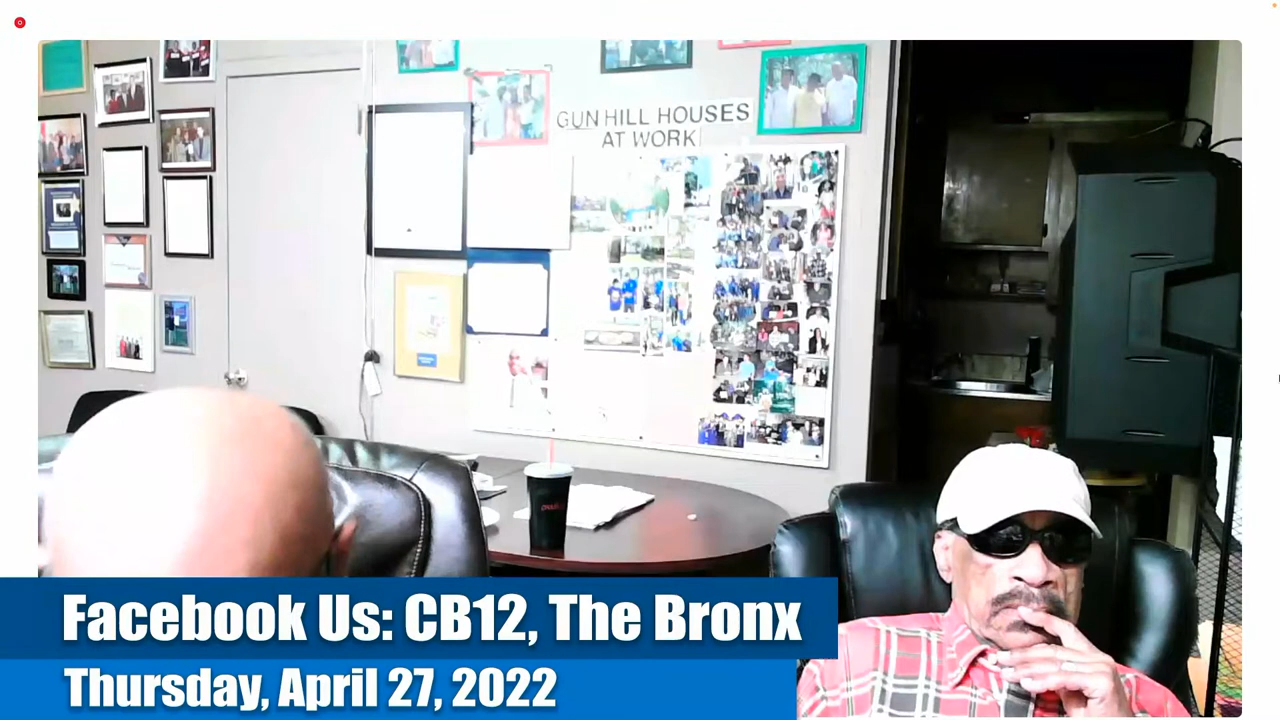 GUN HILL HOUSES
AT WORK
Facebook Us: CB12, The Bronx
Thursday, April 27, 2022